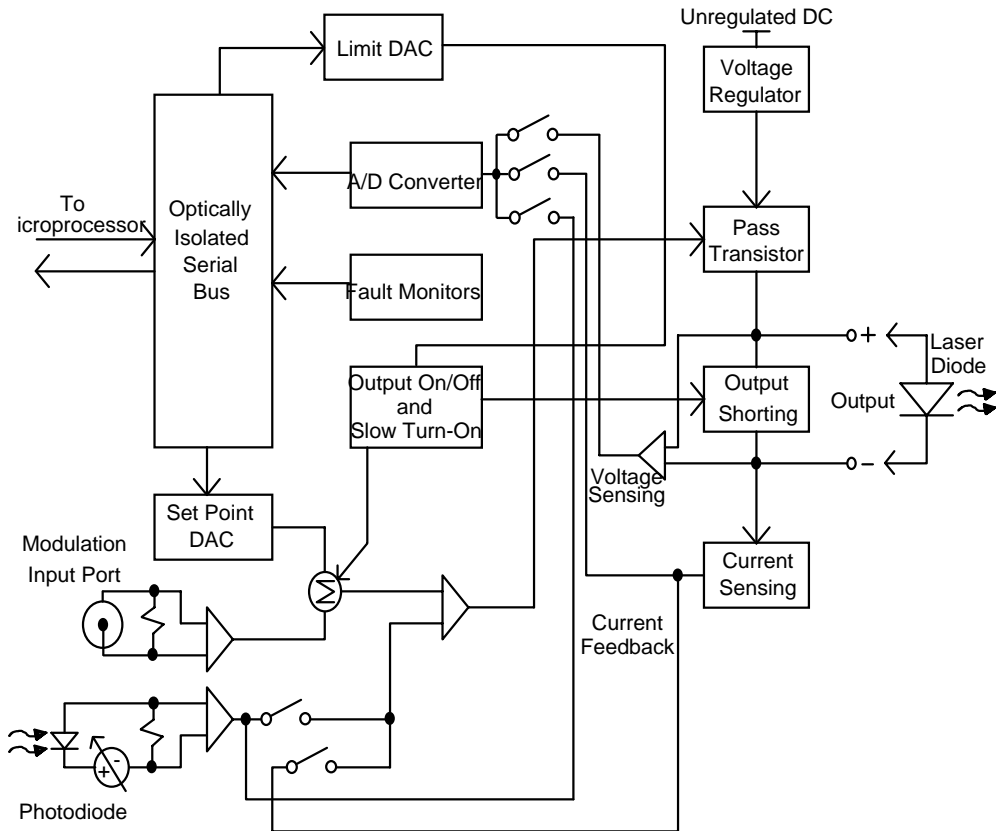 Unregulated DC
Limit DAC
Voltage
Regulator
A/D Converter
To
icroprocessor
Optically
Isolated
Serial
Bus
Pass
Transistor
Fault Monitors
+
Laser
Diode
Output On/Off
and
Slow Turn-On
Output
Shorting
Output
-
Voltage
Sensing
Set Point
DAC
Modulation
Input Port
Σ
Current
Sensing
Current
Feedback
+ -
Photodiode